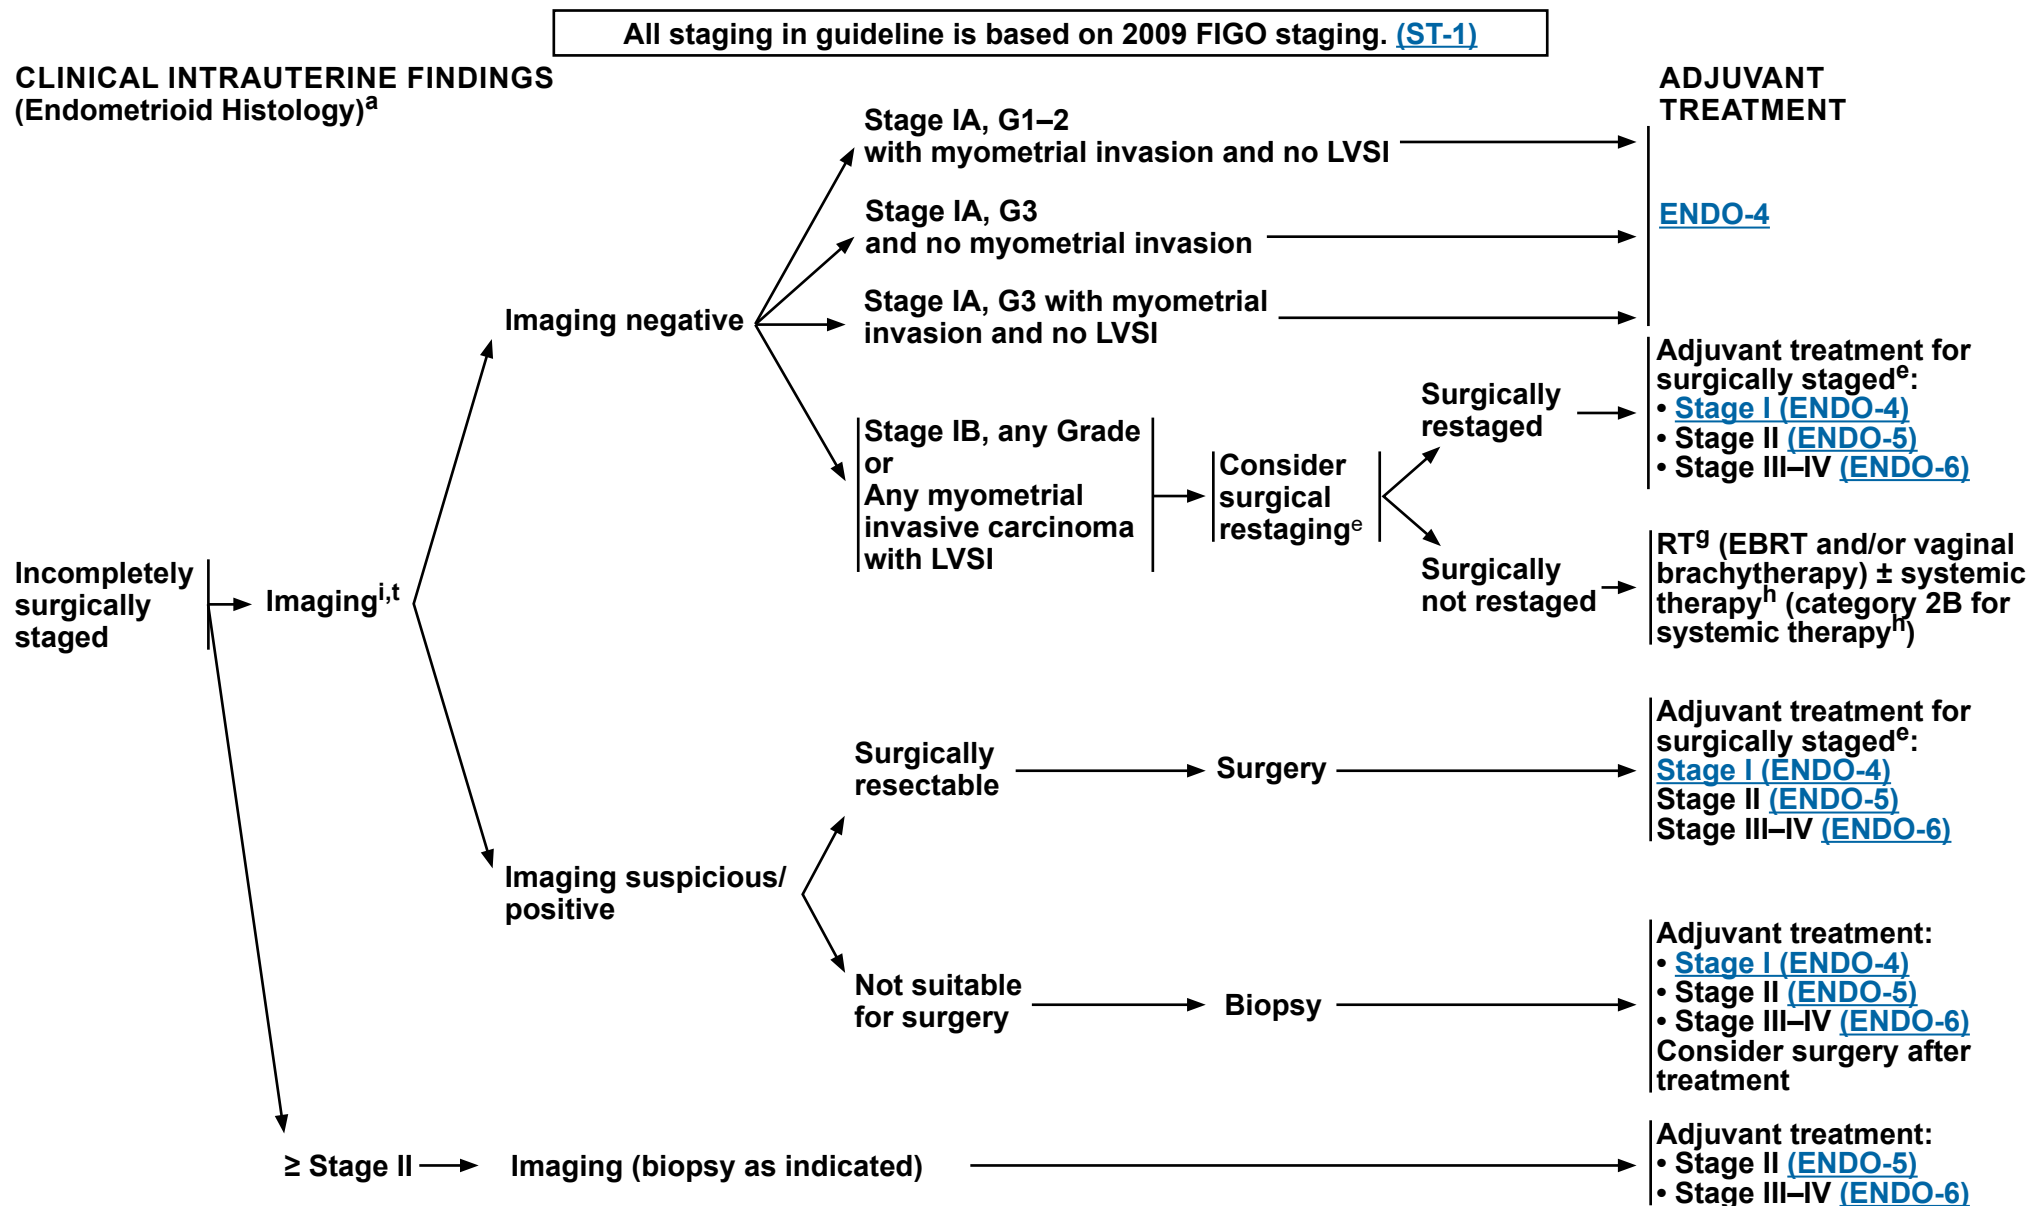 All staging in guideline is based on 2009 FIGO staging. (ST-1)
CLINICAL INTRAUTERINE FINDINGS
(Endometrioid Histology)a
ADJUVANT
TREATMENT
Stage IA, G1–2
with myometrial invasion and no LVSI
Stage IA, G3
and no myometrial invasion
ENDO-4
Imaging negative
Stage IA, G3 with myometrial
invasion and no LVSI
Stage IB, any Grade
or
Any myometrial
invasive carcinoma
with LVSI
Consider
surgical
restaginge
Surgically
restaged
Adjuvant treatment for
surgically stagede:
• Stage I (ENDO-4)
• Stage II (ENDO-5)
• Stage III–IV (ENDO-6)
Surgically
not restaged
RTg (EBRT and/or vaginal
brachytherapy) ± systemic
therapyh (category 2B for
systemic therapyh)
Incompletely
surgically
staged
Imagingi,t
Imaging suspicious/
positive
Surgically
resectable
Surgery
Adjuvant treatment for
surgically stagede:
Stage I (ENDO-4)
Stage II (ENDO-5)
Stage III–IV (ENDO-6)
Not suitable
for surgery
Biopsy
Adjuvant treatment:
• Stage I (ENDO-4)
• Stage II (ENDO-5)
• Stage III–IV (ENDO-6)
Consider surgery after
treatment
≥ Stage II
Imaging (biopsy as indicated)
Adjuvant treatment:
• Stage II (ENDO-5)
• Stage III–IV (ENDO-6)